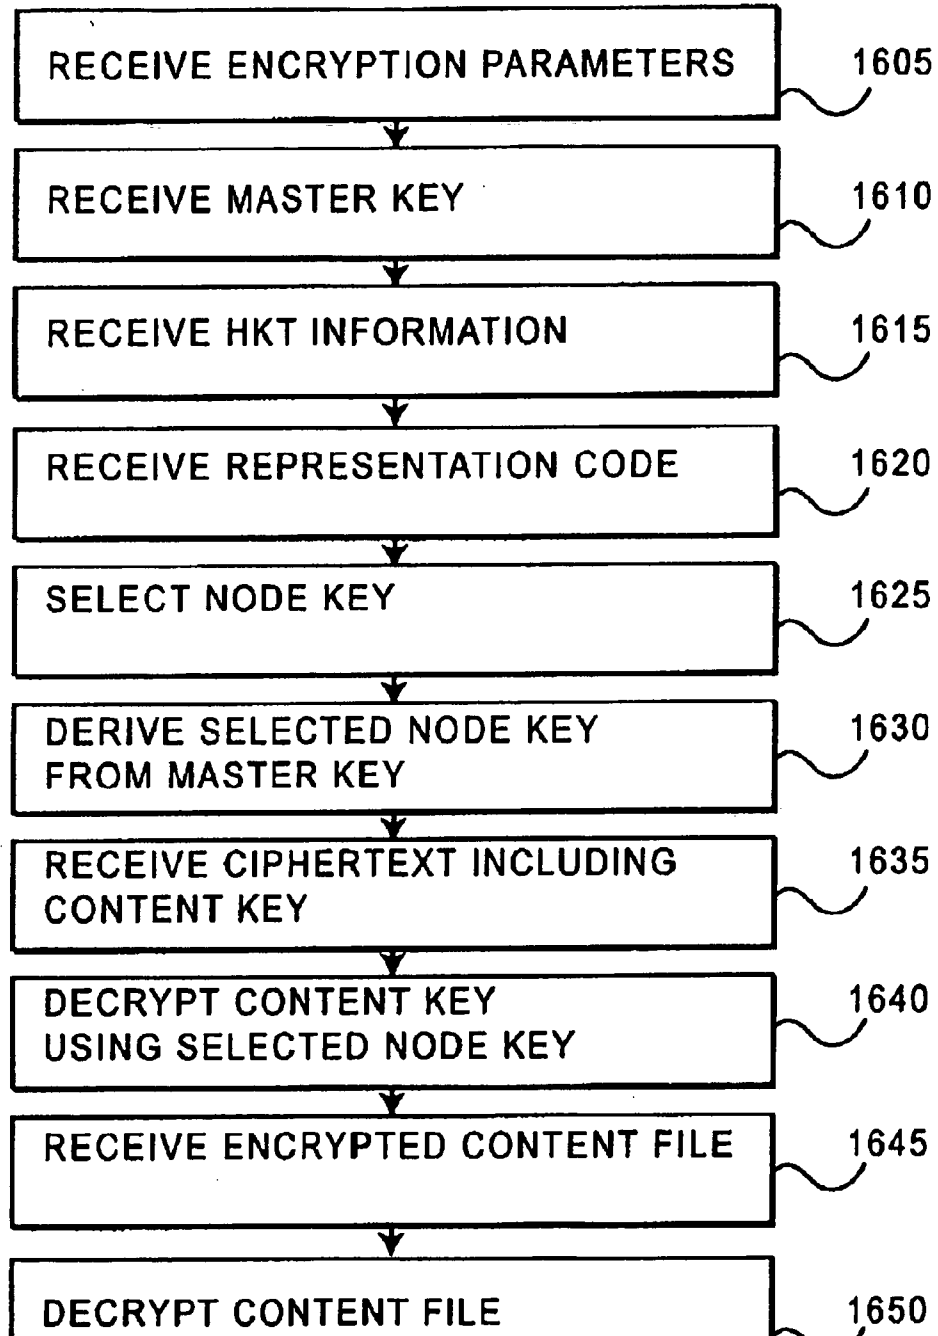 RECEIVE ENCRYPTION PARAMETERS
1605
RECEIVE MASTER KEY
1610
RECEIVE HKT INFORMATION
1615
RECEIVE REPRESENTATION CODE
1620
SELECT NODE KEY
1625
DERIVE SELECTED NODE KEY
FROM MASTER KEY
1630
RECEIVE CIPHERTEXT INCLUDING
CONTENT KEY
1635
DECRYPT CONTENT KEY
USING SELECTED NODE KEY
1640
RECEIVE ENCRYPTED CONTENT FILE
1645
DECRYPT CONTENT FILE
1650